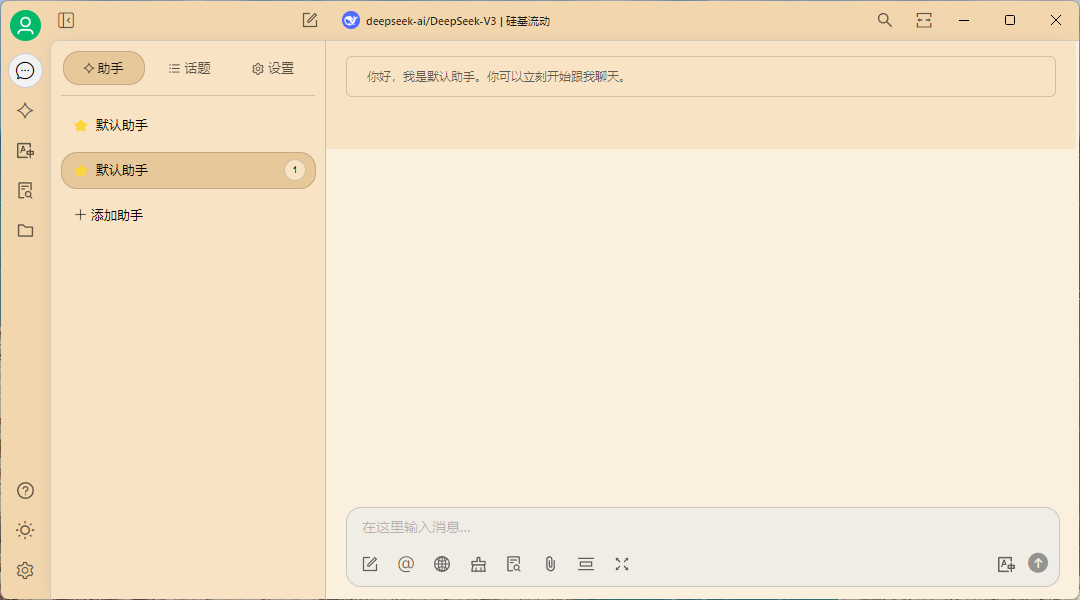 deepseek-ai/DeepSeek-V3 | 硅基流动
助手 话题 设置
默认助手
默认助手 1
添加助手
你好，我是默认助手。你可以立刻开始跟我聊天。
在这里输入消息...